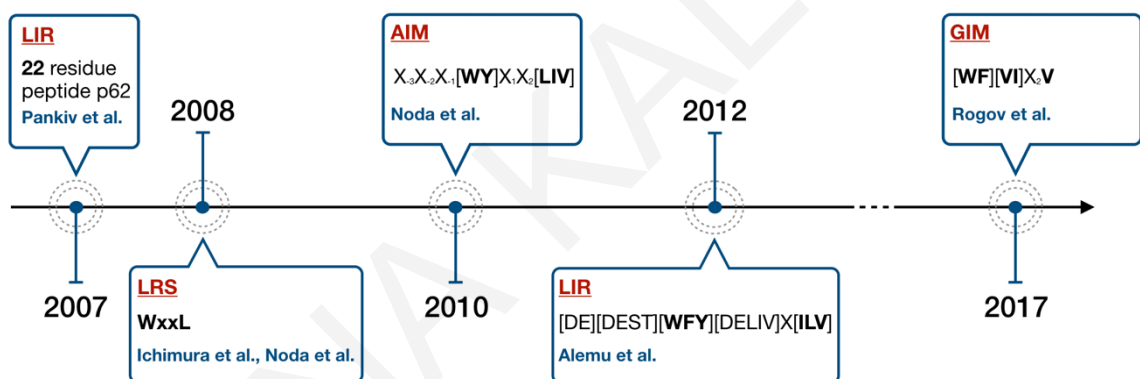 LIR
22 residue
peptide p62
Pankiv et al.
2008
AIM
X-3X-2X-1[WY]X1X2[LIV]
Noda et al.
2012
GIM
[WF][VI]X2V
Rogov et al.
2007
LRS
WxxL
Ichimura et al., Noda et al.
2010
LIR
[DE][DEST][WFY][DELIV]X[ILV]
Alemu et al.
2017
NA KAL